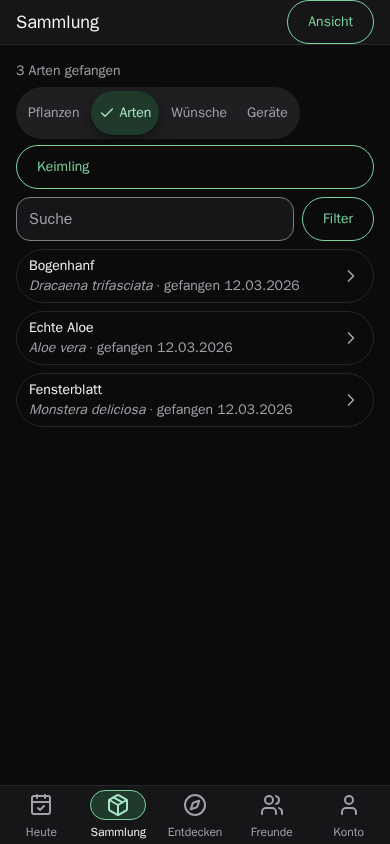 Sammlung
Ansicht
3 Arten gefangen
Pflanzen
Arten
Wünsche
Geräte
Keimling
Suche
Filter
Bogenhanf
Dracaena trifasciata · gefangen 12.03.2026
Echte Aloe
Aloe vera · gefangen 12.03.2026
Fensterblatt
Monstera deliciosa · gefangen 12.03.2026
Heute
Sammlung
Entdecken
Freunde
Konto